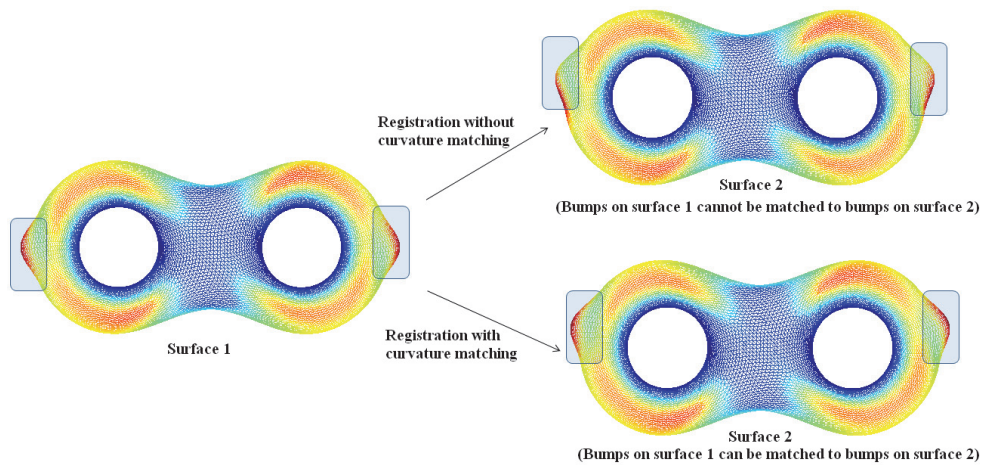 Registration without
curvature matching
Surface 2
(Bumps on surface 1 cannot be matched to bumps on surface 2)
Surface 1
Registration with
curvature matching
Surface 2
(Bumps on surface 1 can be matched to bumps on surface 2)